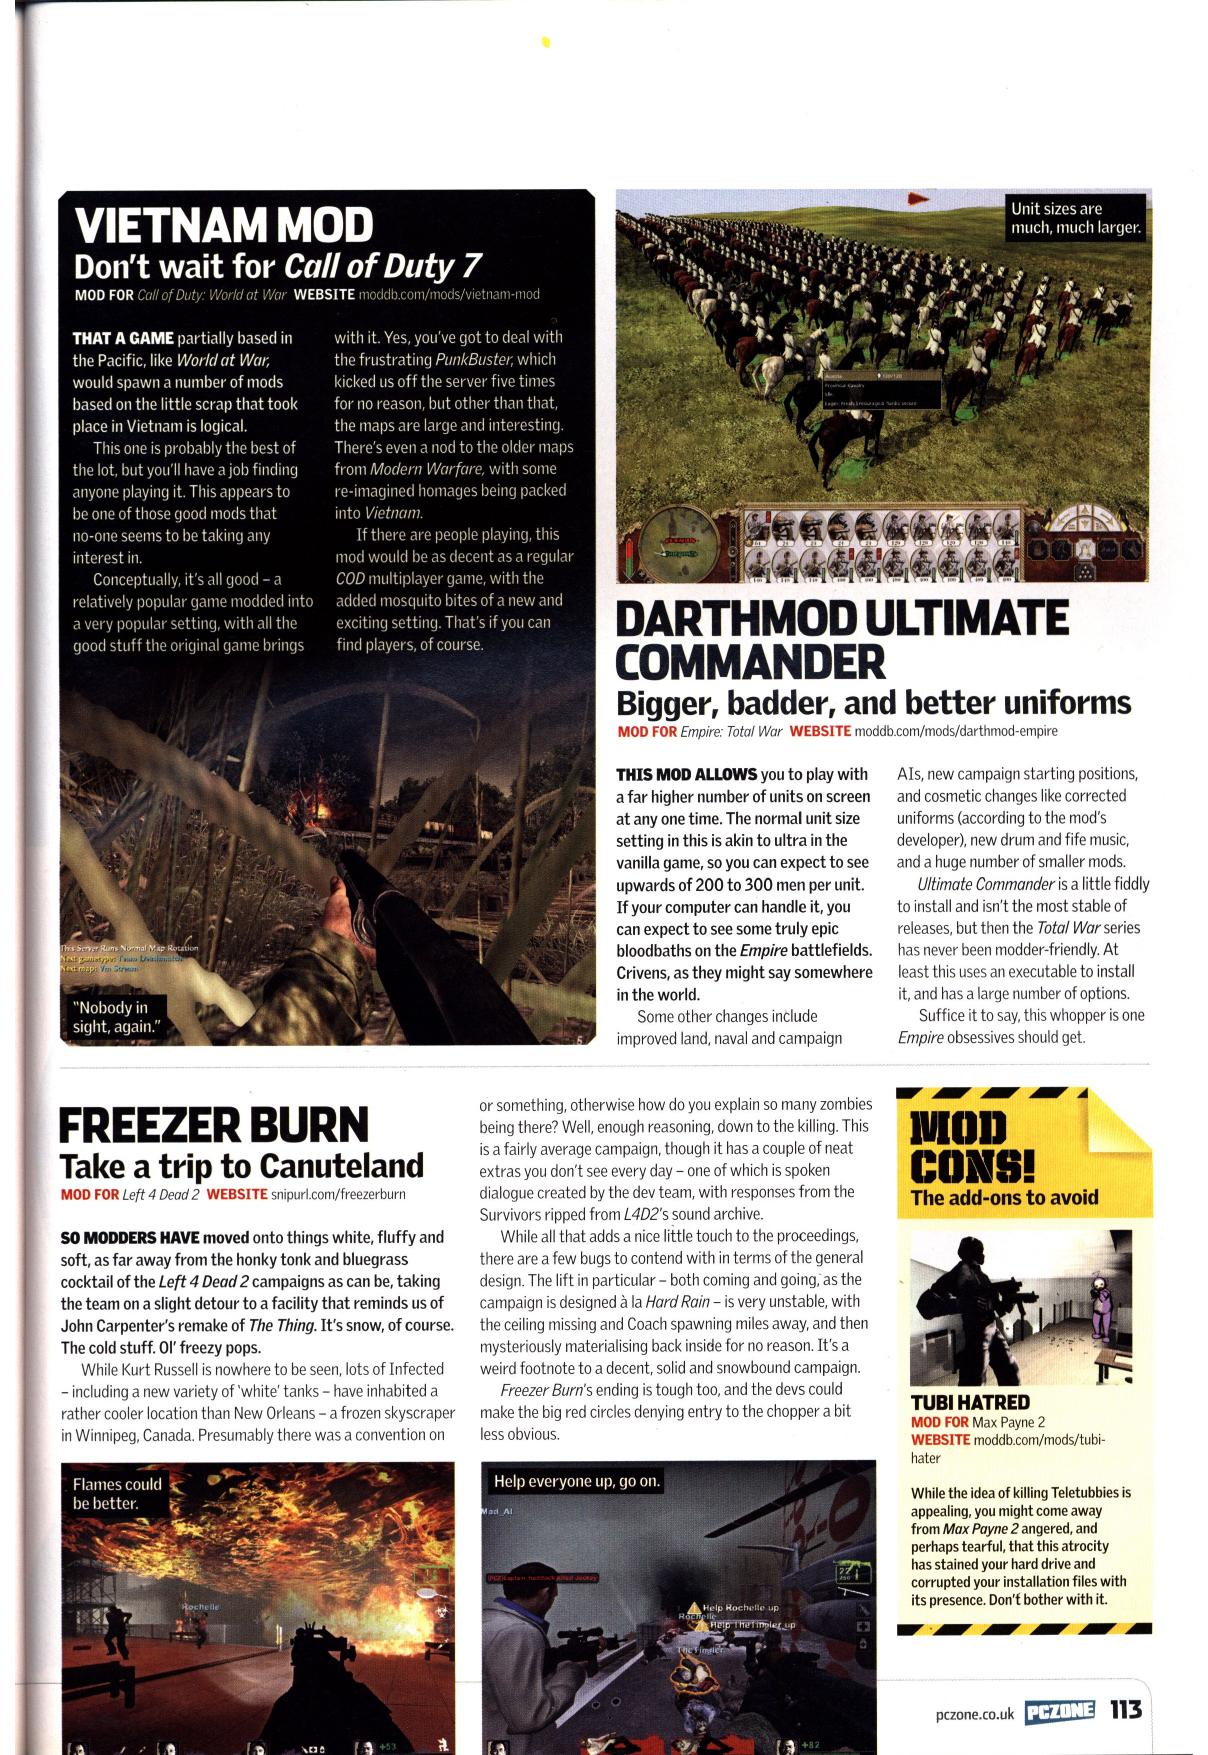 VIETNAM MOD
Don't wait for Call of Duty 7
MOD FOR Call of Duty: World at War WEBSITE moddb.com/mods/vietnam-mod
THAT A GAME partially based in
the Pacific, like World at War,
would spawn a number of mods
based on the little scrap that took
place in Vietnam is logical.
This one is probably the best of
the lot, but you'll have a job finding
anyone playing it. This appears to
be one of those good mods that
no-one seems to be taking any
interest in.
Conceptually, it's all good – a
relatively popular game modded into
a very popular setting, with all the
good stuff the original game brings
with it. Yes, you've got to deal with
the frustrating PunkBuster, which
kicked us off the server five times
for no reason, but other than that,
the maps are large and interesting.
There's even a nod to the older maps
from Modern Warfare, with some
re-imagined homages being packed
into Vietnam.
If there are people playing, this
mod would be as decent as a regular
COD multiplayer game, with the
added mosquito bites of a new and
exciting setting. That's if you can
find players, of course.
This Server Runs Normal Map Rotation
Next gametype: Team Deathmatch
Next map: Vn Stream
"Nobody in
sight, again."
Unit sizes are
much, much larger.
DARTHMOD ULTIMATE
COMMANDER
Bigger, badder, and better uniforms
MOD FOR Empire: Total War WEBSITE moddb.com/mods/darthmod-empire
THIS MOD ALLOWS you to play with
a far higher number of units on screen
at any one time. The normal unit size
setting in this is akin to ultra in the
vanilla game, so you can expect to see
upwards of 200 to 300 men per unit.
If your computer can handle it, you
can expect to see some truly epic
bloodbaths on the Empire battlefields.
Crivens, as they might say somewhere
in the world.
Some other changes include
improved land, naval and campaign
AIs, new campaign starting positions,
and cosmetic changes like corrected
uniforms (according to the mod's
developer), new drum and fife music,
and a huge number of smaller mods.
Ultimate Commander is a little fiddly
to install and isn't the most stable of
releases, but then the Total War series
has never been modder-friendly. At
least this uses an executable to install
it, and has a large number of options.
Suffice it to say, this whopper is one
Empire obsessives should get.
FREEZER BURN
Take a trip to Canuteland
MOD FOR Left 4 Dead 2 WEBSITE snipurl.com/freezerburn
SO MODDERS HAVE moved onto things white, fluffy and
soft, as far away from the honky tonk and bluegrass
cocktail of the Left 4 Dead 2 campaigns as can be, taking
the team on a slight detour to a facility that reminds us of
John Carpenter's remake of The Thing. It's snow, of course.
The cold stuff. Ol' freezy pops.
While Kurt Russell is nowhere to be seen, lots of Infected
– including a new variety of 'white' tanks – have inhabited a
rather cooler location than New Orleans – a frozen skyscraper
in Winnipeg, Canada. Presumably there was a convention on
or something, otherwise how do you explain so many zombies
being there? Well, enough reasoning, down to the killing. This
is a fairly average campaign, though it has a couple of neat
extras you don't see every day – one of which is spoken
dialogue created by the dev team, with responses from the
Survivors ripped from L4D2's sound archive.
While all that adds a nice little touch to the proceedings,
there are a few bugs to contend with in terms of the general
design. The lift in particular – both coming and going, as the
campaign is designed à la Hard Rain – is very unstable, with
the ceiling missing and Coach spawning miles away, and then
mysteriously materialising back inside for no reason. It's a
weird footnote to a decent, solid and snowbound campaign.
Freezer Burn's ending is tough too, and the devs could
make the big red circles denying entry to the chopper a bit
less obvious.
Flames could
be better.
Rochelle
+53
Help everyone up, go on.
Mad_Al
Help Rochelle up
Rochelle
Help TheTingler up
TheTingler
+82
MOD
CONS!
The add-ons to avoid
TUBI HATRED
MOD FOR Max Payne 2
WEBSITE moddb.com/mods/tubi-
hater
While the idea of killing Teletubbies is
appealing, you might come away
from Max Payne 2 angered, and
perhaps tearful, that this atrocity
has stained your hard drive and
corrupted your installation files with
its presence. Don't bother with it.
pczone.co.uk PCZONE 113